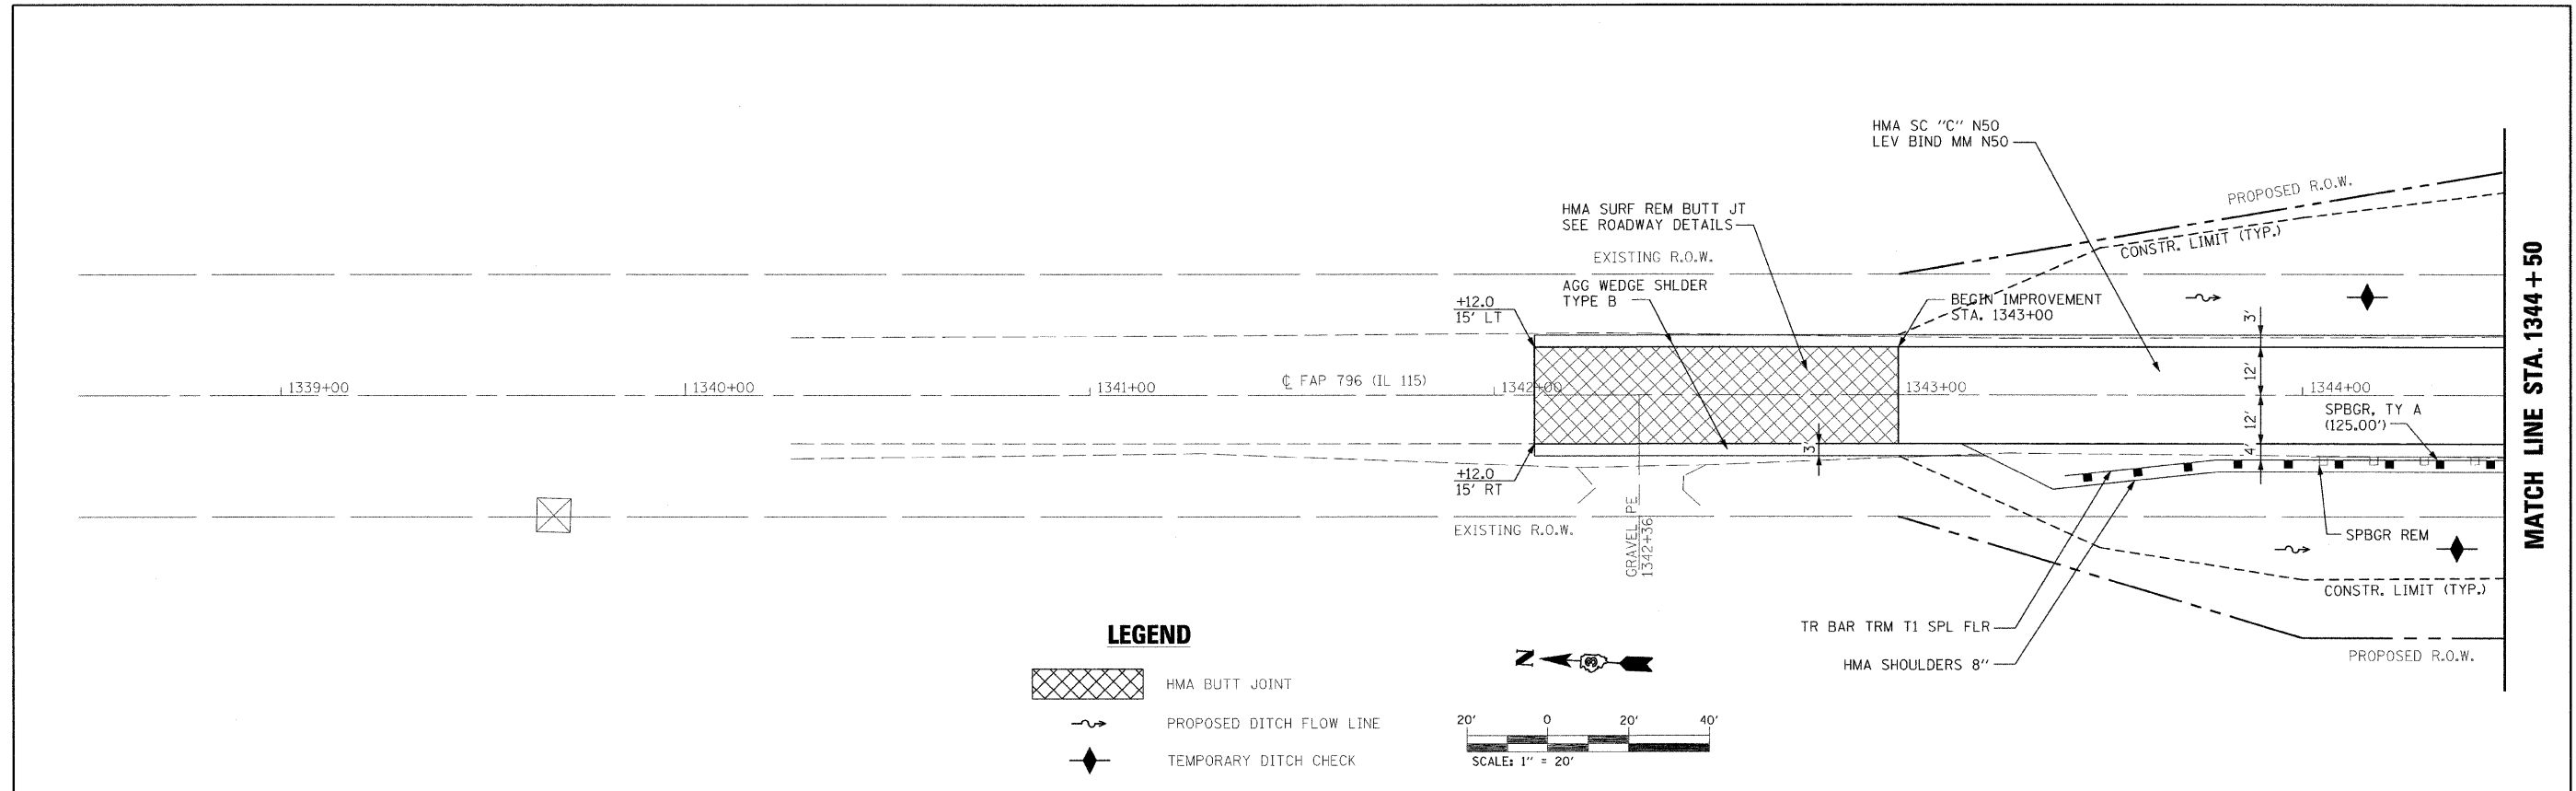 HMA SC "C" N50
LEV BIND MM N50
PROPOSED R.O.W.
HMA SURF REM BUTT JT
SEE ROADWAY DETAILS
CONSTR. LIMIT (TYP.)
EXISTING R.O.W.
AGG WEDGE SHLDER
TYPE B
BEGIN IMPROVEMENT
STA. 1343+00
+12.0
15' LT
3'
12'
12'
4'
1339+00
1340+00
1341+00
℄ FAP 796 (IL 115)
1342+00
1343+00
1344+00
SPBGR, TY A
(125.00')
3'
+12.0
15' RT
EXISTING R.O.W.
GRAVEL PE
1342+36
SPBGR REM
CONSTR. LIMIT (TYP.)
TR BAR TRM T1 SPL FLR
HMA SHOULDERS 8"
PROPOSED R.O.W.
MATCH LINE STA. 1344+50
LEGEND
HMA BUTT JOINT
PROPOSED DITCH FLOW LINE
TEMPORARY DITCH CHECK
N
20' 0 20' 40'
SCALE: 1" = 20'